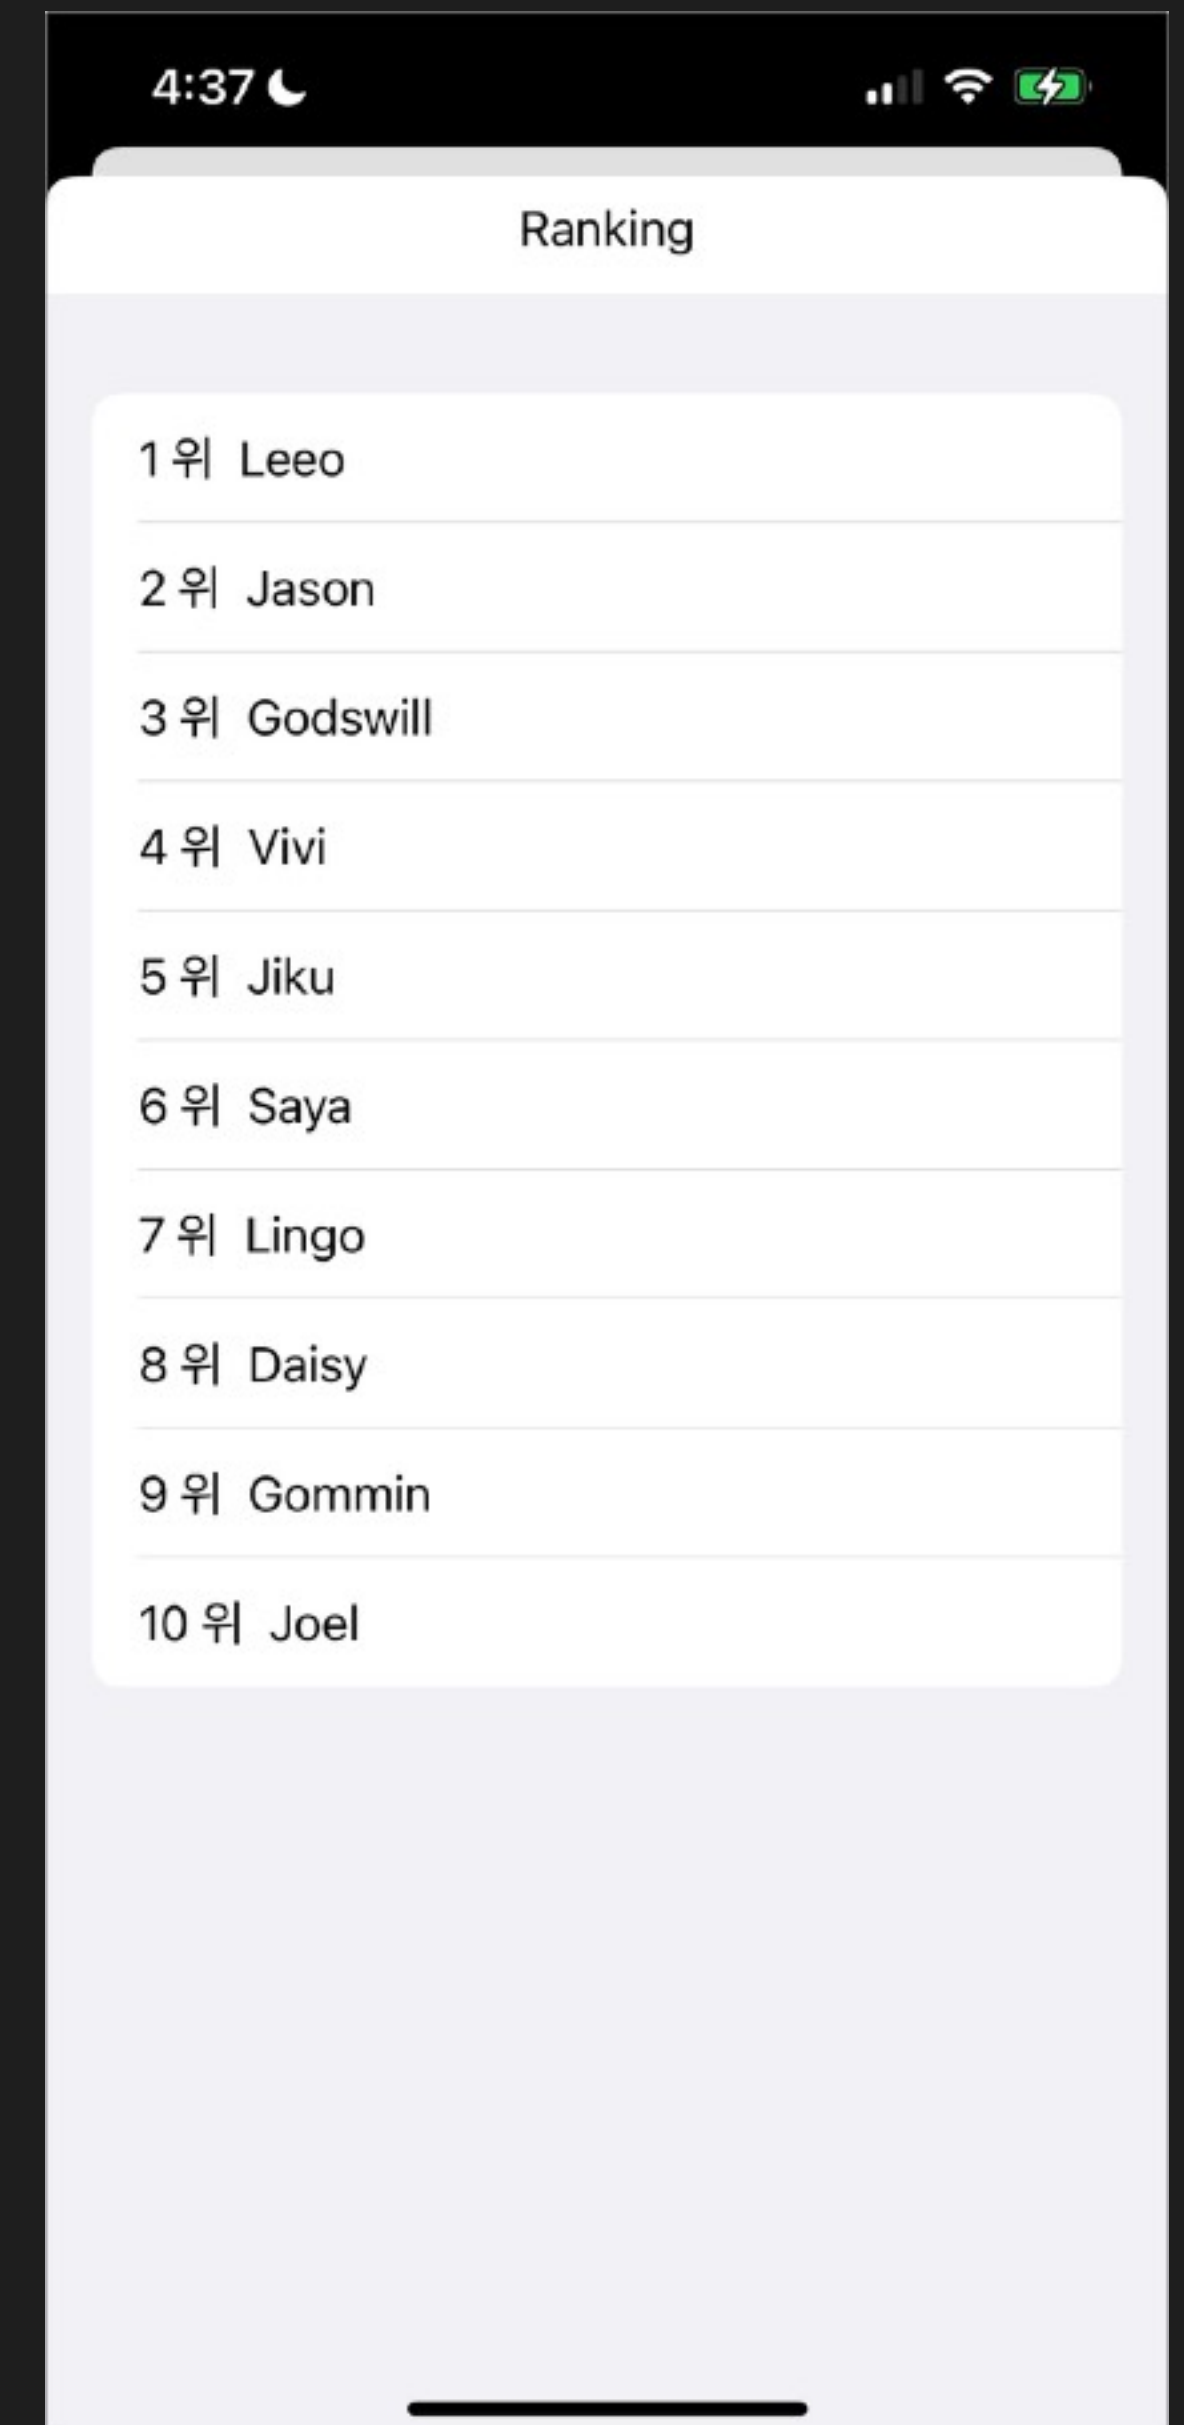 4:37
Ranking
1 위 Leeo
2 위 Jason
3 위 Godswill
4 위 Vivi
5 위 Jiku
6 위 Saya
7 위 Lingo
8 위 Daisy
9 위 Gommin
10 위 Joel